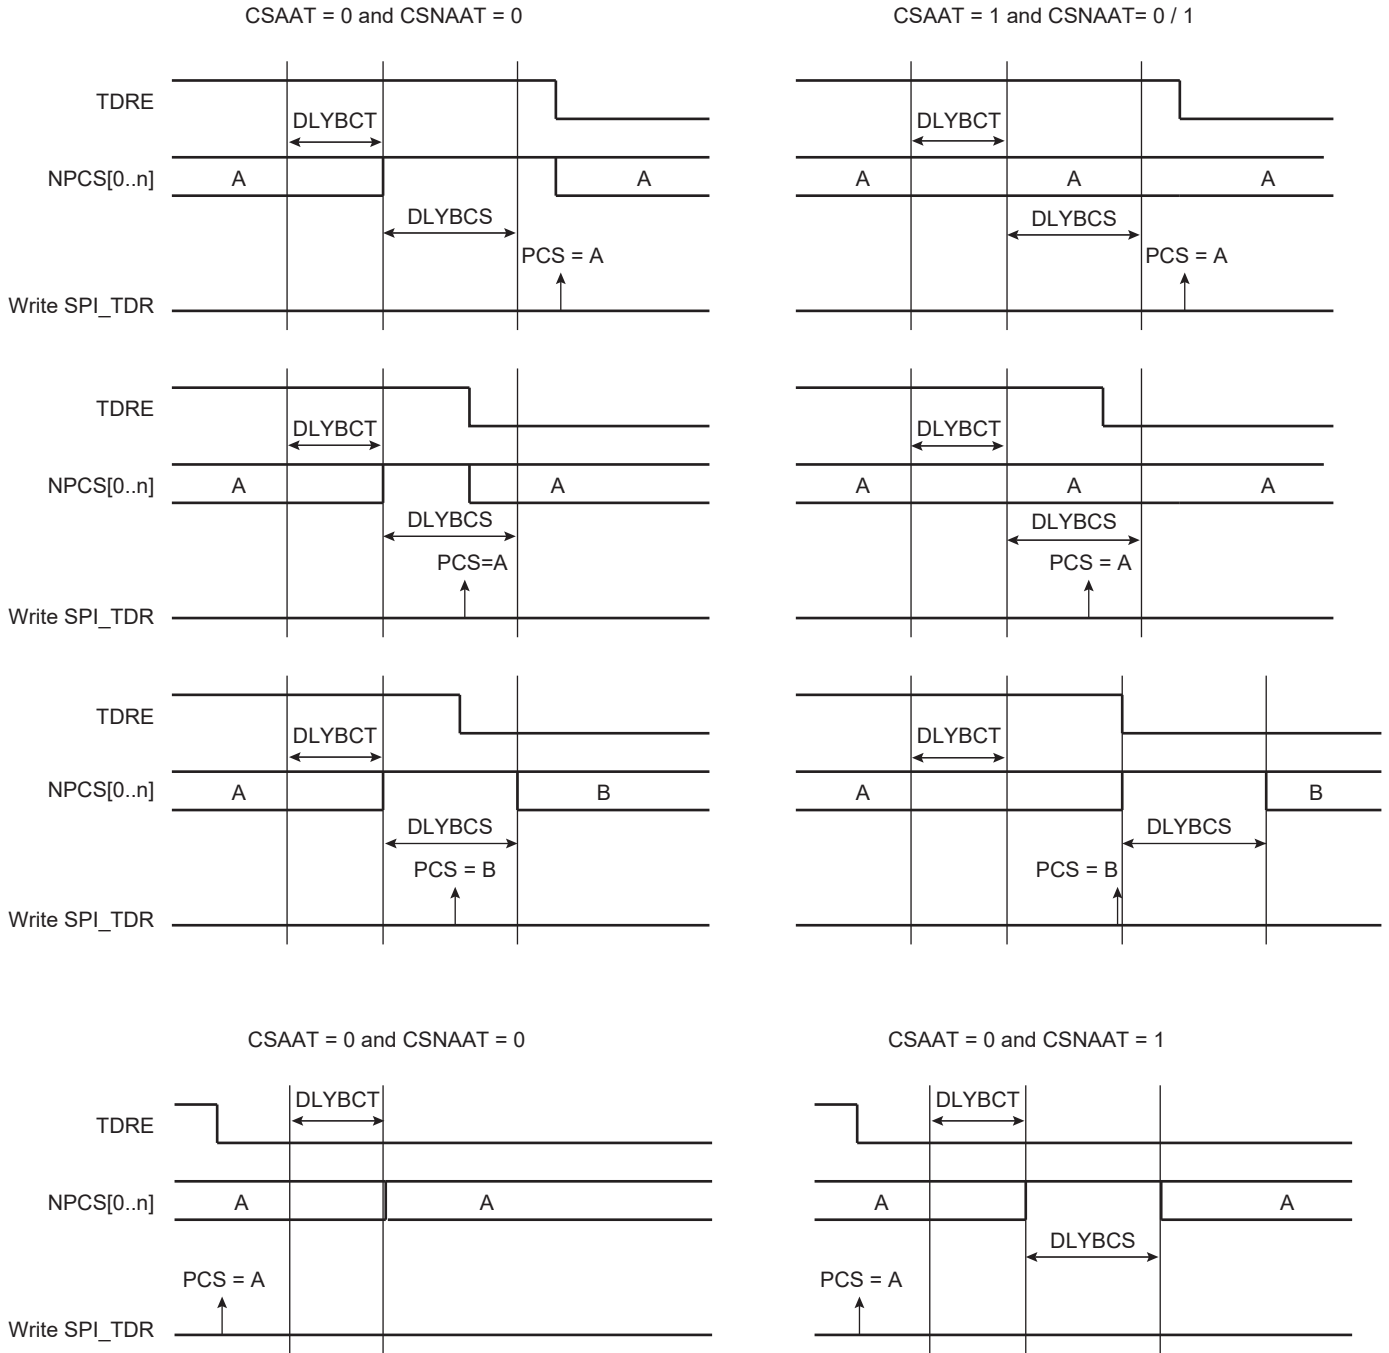 CSAAT = 0 and CSNAAT = 0
CSAAT = 1 and CSNAAT= 0 / 1
TDRE
DLYBCT
DLYBCT
NPCS[0..n]
A
A
A
A
A
DLYBCS
DLYBCS
PCS = A
PCS = A
Write SPI_TDR
TDRE
DLYBCT
DLYBCT
NPCS[0..n]
A
A
A
A
A
DLYBCS
DLYBCS
PCS=A
PCS = A
Write SPI_TDR
TDRE
DLYBCT
DLYBCT
NPCS[0..n]
A
B
A
B
DLYBCS
DLYBCS
PCS = B
PCS = B
Write SPI_TDR
CSAAT = 0 and CSNAAT = 0
CSAAT = 0 and CSNAAT = 1
TDRE
DLYBCT
DLYBCT
NPCS[0..n]
A
A
A
A
DLYBCS
PCS = A
PCS = A
Write SPI_TDR